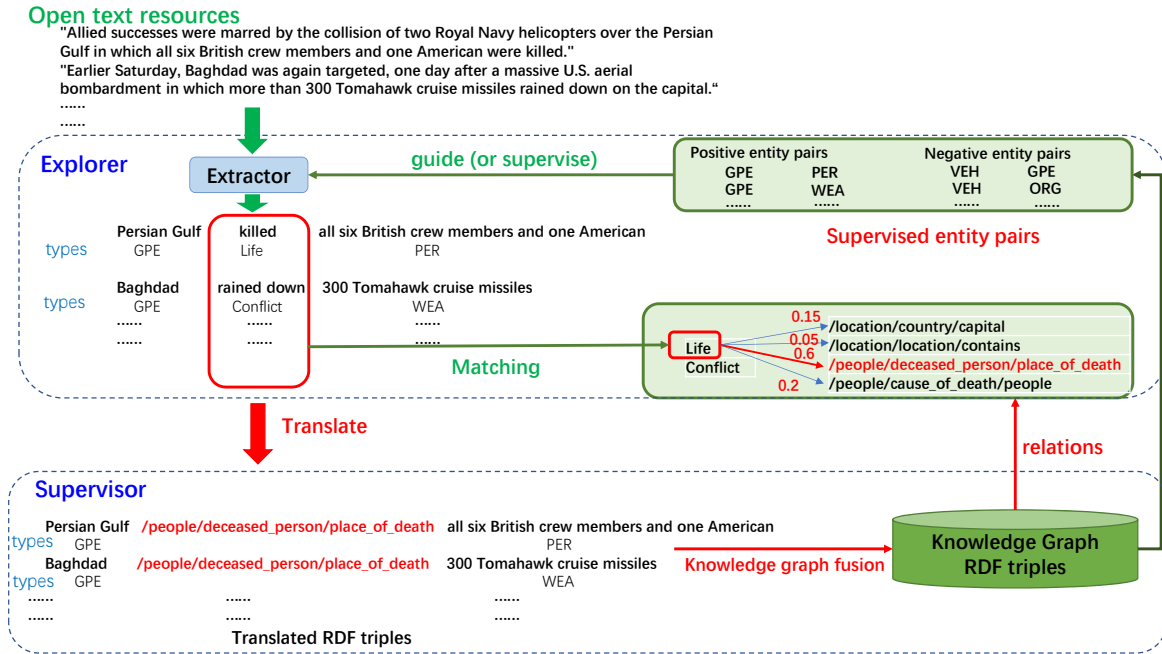 Open text resources
"Allied successes were marred by the collision of two Royal Navy helicopters over the Persian
Gulf in which all six British crew members and one American were killed."
"Earlier Saturday, Baghdad was again targeted, one day after a massive U.S. aerial
bombardment in which more than 300 Tomahawk cruise missiles rained down on the capital.“
......
......
Explorer
Extractor
guide (or supervise)
Positive entity pairs
Negative entity pairs
GPE PER VEH GPE
GPE WEA VEH ORG
...... ...... ...... ......
Supervised entity pairs
Persian Gulf killed all six British crew members and one American
types GPE Life PER
Baghdad rained down 300 Tomahawk cruise missiles
types GPE Conflict WEA
...... ...... ......
...... ...... ......
Matching
Life
Conflict
0.15
0.05
0.6
0.2
/location/country/capital
/location/location/contains
/people/deceased_person/place_of_death
/people/cause_of_death/people
Translate
relations
Supervisor
Persian Gulf /people/deceased_person/place_of_death all six British crew members and one American
types GPE PER
Baghdad /people/deceased_person/place_of_death 300 Tomahawk cruise missiles
types GPE WEA
...... ...... ......
...... ...... ......
Translated RDF triples
Knowledge graph fusion
Knowledge Graph
RDF triples